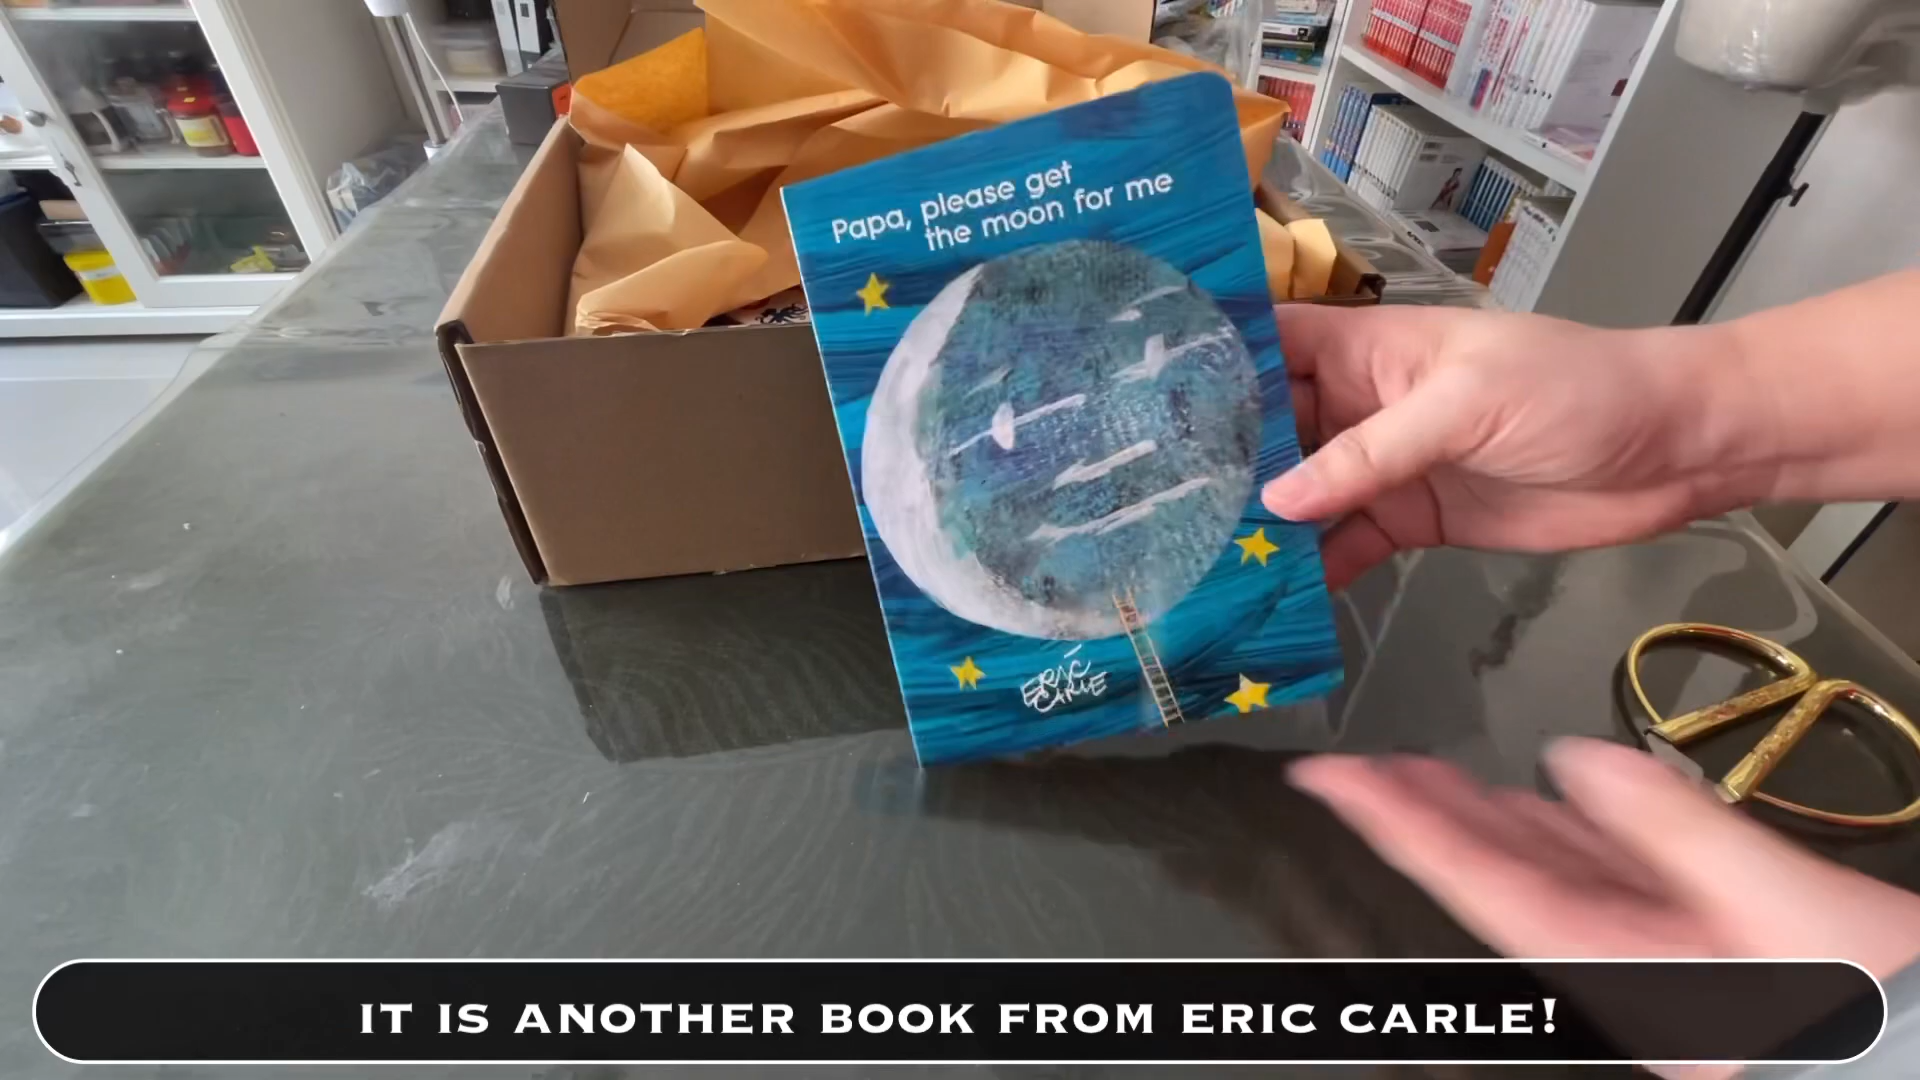 Papa, please get
the moon for me
ERIC
CARLE
IT IS ANOTHER BOOK FROM ERIC CARLE!